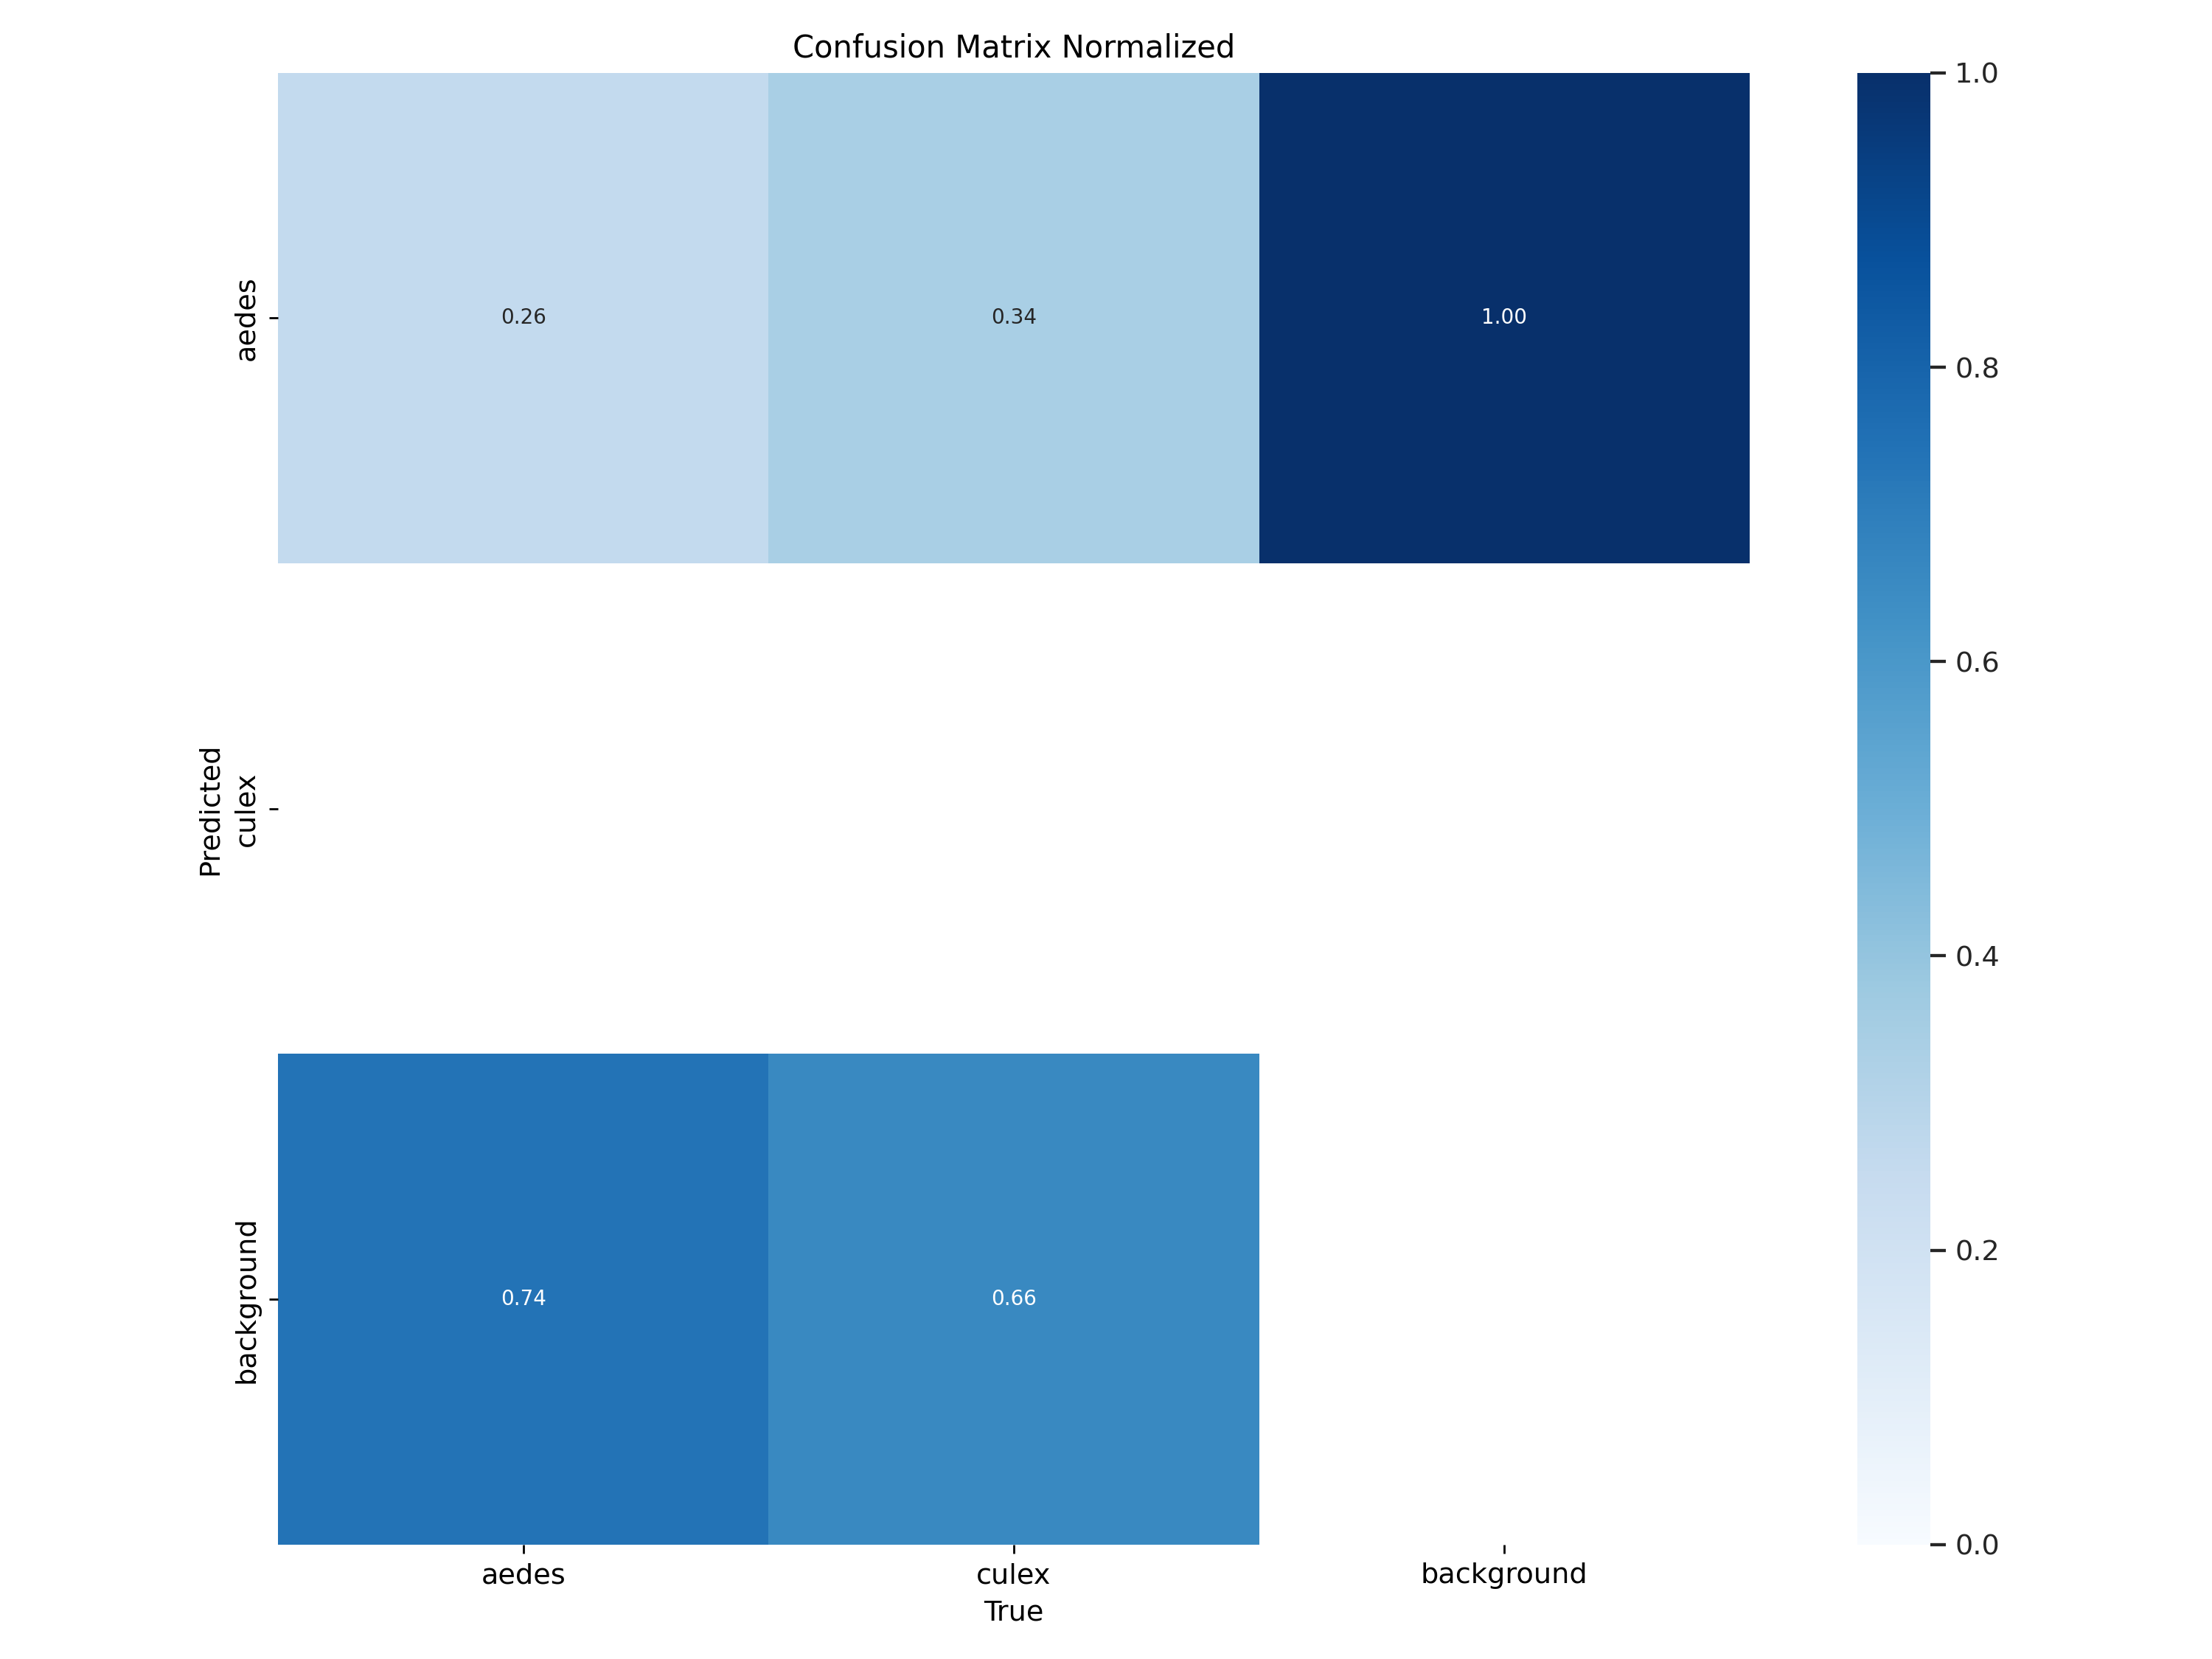 Confusion Matrix Normalized
aedes
0.26
0.34
1.00
Predicted
culex
background
0.74
0.66
aedes
culex
background
True
1.0
0.8
0.6
0.4
0.2
0.0